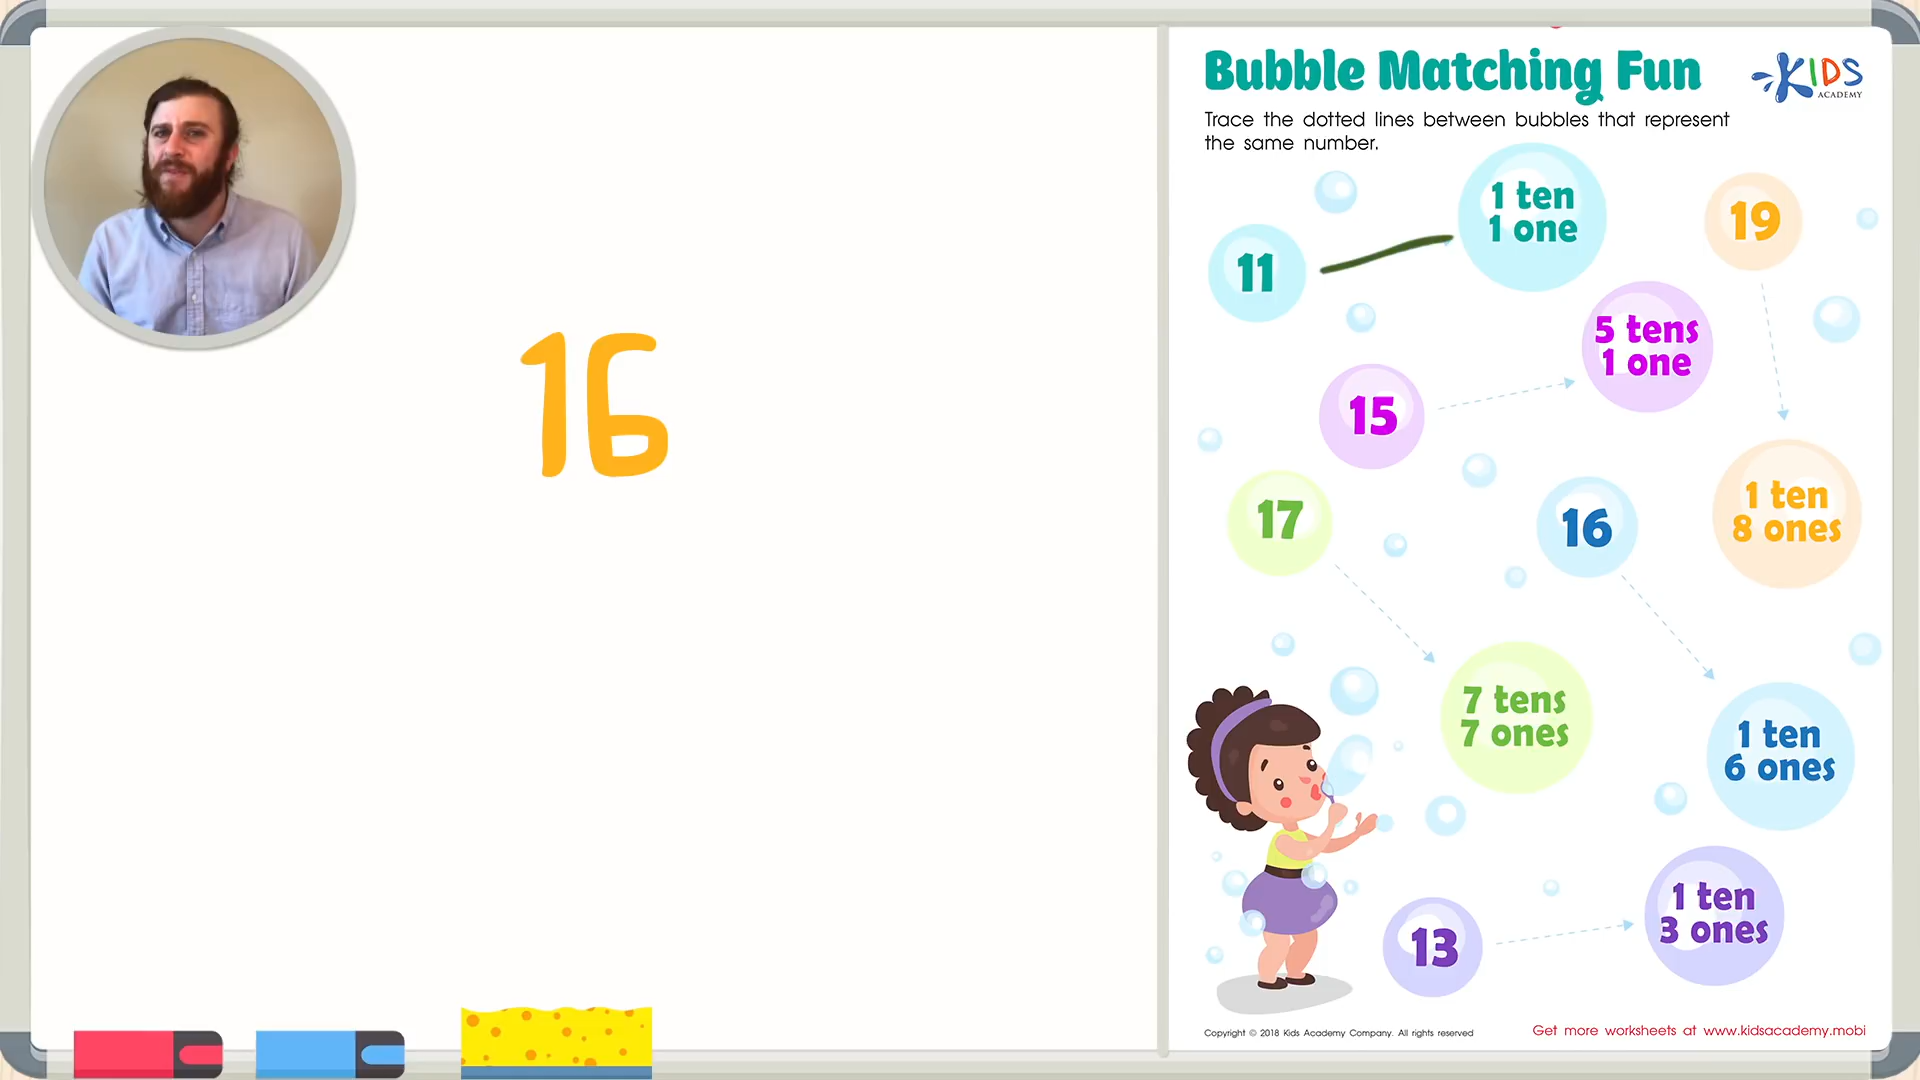 16
Bubble Matching Fun
KIDS
ACADEMY
Trace the dotted lines between bubbles that represent
the same number.
1 ten
1 one
19
11
5 tens
1 one
15
17
16
1 ten
8 ones
7 tens
7 ones
1 ten
6 ones
1 ten
3 ones
13
Copyright © 2018 Kids Academy Company. All rights reserved
Get more worksheets at www.kidsacademy.mobi